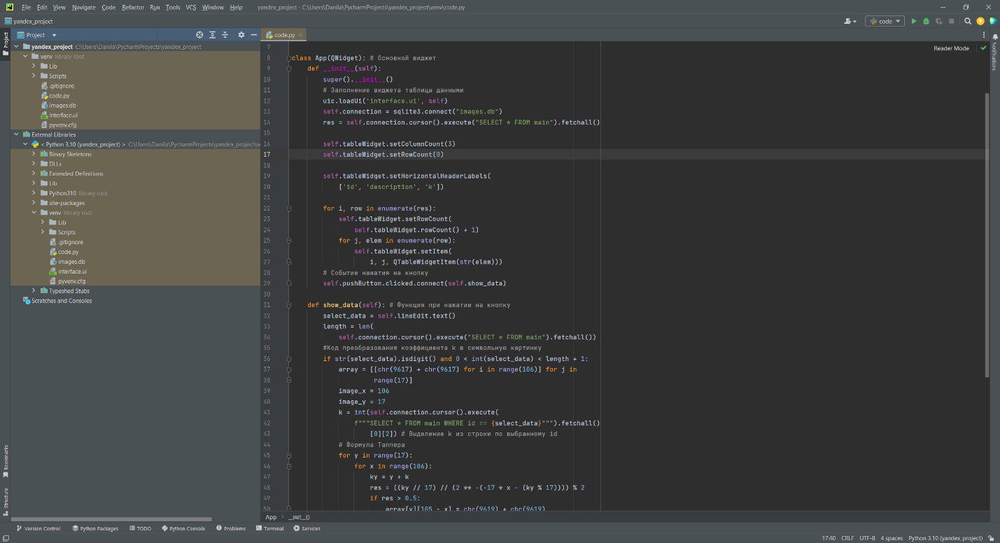 File Edit View Navigate Code Refactor Run Tools VCS Window Help yandex_project - C:\Users\Danila\PycharmProjects\yandex_project\venv\code.py
yandex_project
code
Project
code.py
Project
Reader Mode
Notifications
yandex_project C:\Users\Danila\PycharmProjects\yandex_project
venv library root
Lib
Scripts
.gitignore
code.py
images.db
interface.ui
pyvenv.cfg
External Libraries
< Python 3.10 (yandex_project) > C:\Users\Danila\PycharmProjects\yandex_project\v
Binary Skeletons
DLLs
Extended Definitions
Lib
Python310 library root
site-packages
venv library root
Lib
Scripts
.gitignore
code.py
images.db
interface.ui
pyvenv.cfg
Typeshed Stubs
Scratches and Consoles
7
8 class App(QWidget): # Основной виджет
9 def __init__(self):
10 super().__init__()
11 # Заполнение виджета таблицы данными
12 uic.loadUi('interface.ui', self)
13 self.connection = sqlite3.connect("images.db")
14 res = self.connection.cursor().execute("SELECT * FROM main").fetchall()
15
16 self.tableWidget.setColumnCount(3)
17 self.tableWidget.setRowCount(0)
18
19 self.tableWidget.setHorizontalHeaderLabels(
20 ['id', 'description', 'k'])
21
22 for i, row in enumerate(res):
23 self.tableWidget.setRowCount(
24 self.tableWidget.rowCount() + 1)
25 for j, elem in enumerate(row):
26 self.tableWidget.setItem(
27 i, j, QTableWidgetItem(str(elem)))
28 # Событие нажатия на кнопку
29 self.pushButton.clicked.connect(self.show_data)
30
31 def show_data(self): # Функция при нажатии на кнопку
32 select_data = self.lineEdit.text()
33 length = len(
34 self.connection.cursor().execute("SELECT * FROM main").fetchall())
35 #Код преобразования коэффициента k в символьную картинку
36 if str(select_data).isdigit() and 0 < int(select_data) < length + 1:
37 array = [[chr(9617) + chr(9617) for i in range(106)] for j in
38 range(17)]
39 image_x = 106
40 image_y = 17
41 k = int(self.connection.cursor().execute(
42 f"""SELECT * FROM main WHERE id == {select_data}""").fetchall()
43 [0][2]) # Выделение k из строки по выбранному id
44 # Формула Таппера
45 for y in range(17):
46 for x in range(106):
47 ky = y + k
48 res = ((ky // 17) // (2 ** -(-17 * x - (ky % 17)))) % 2
49 if res > 0.5:
50 array[y][105 - x] = chr(9619) + chr(9619)
Bookmarks
Structure
App __init__()
Version Control Python Packages TODO Python Console Problems Terminal Services
17:40 CRLF UTF-8 4 spaces Python 3.10 (yandex_project)